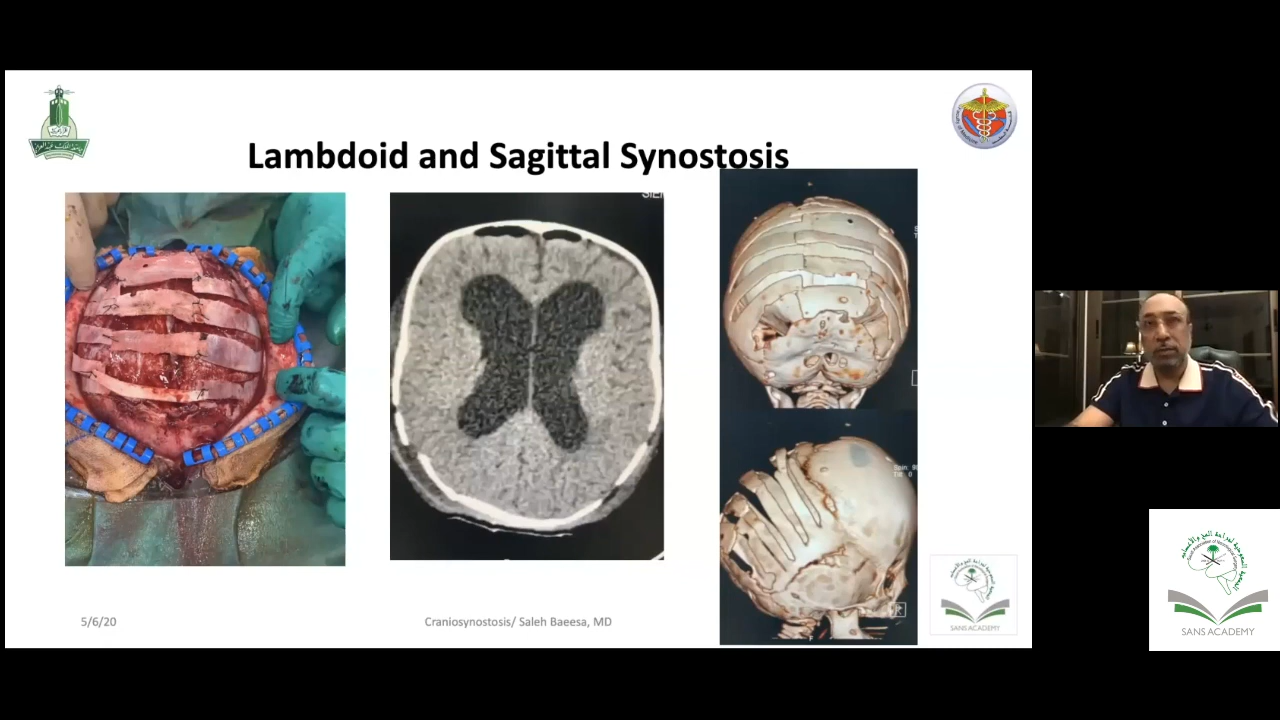 Lambdoid and Sagittal Synostosis
5/6/20
Craniosynostosis/ Saleh Baeesa, MD
SANS ACADEMY
SANS ACADEMY